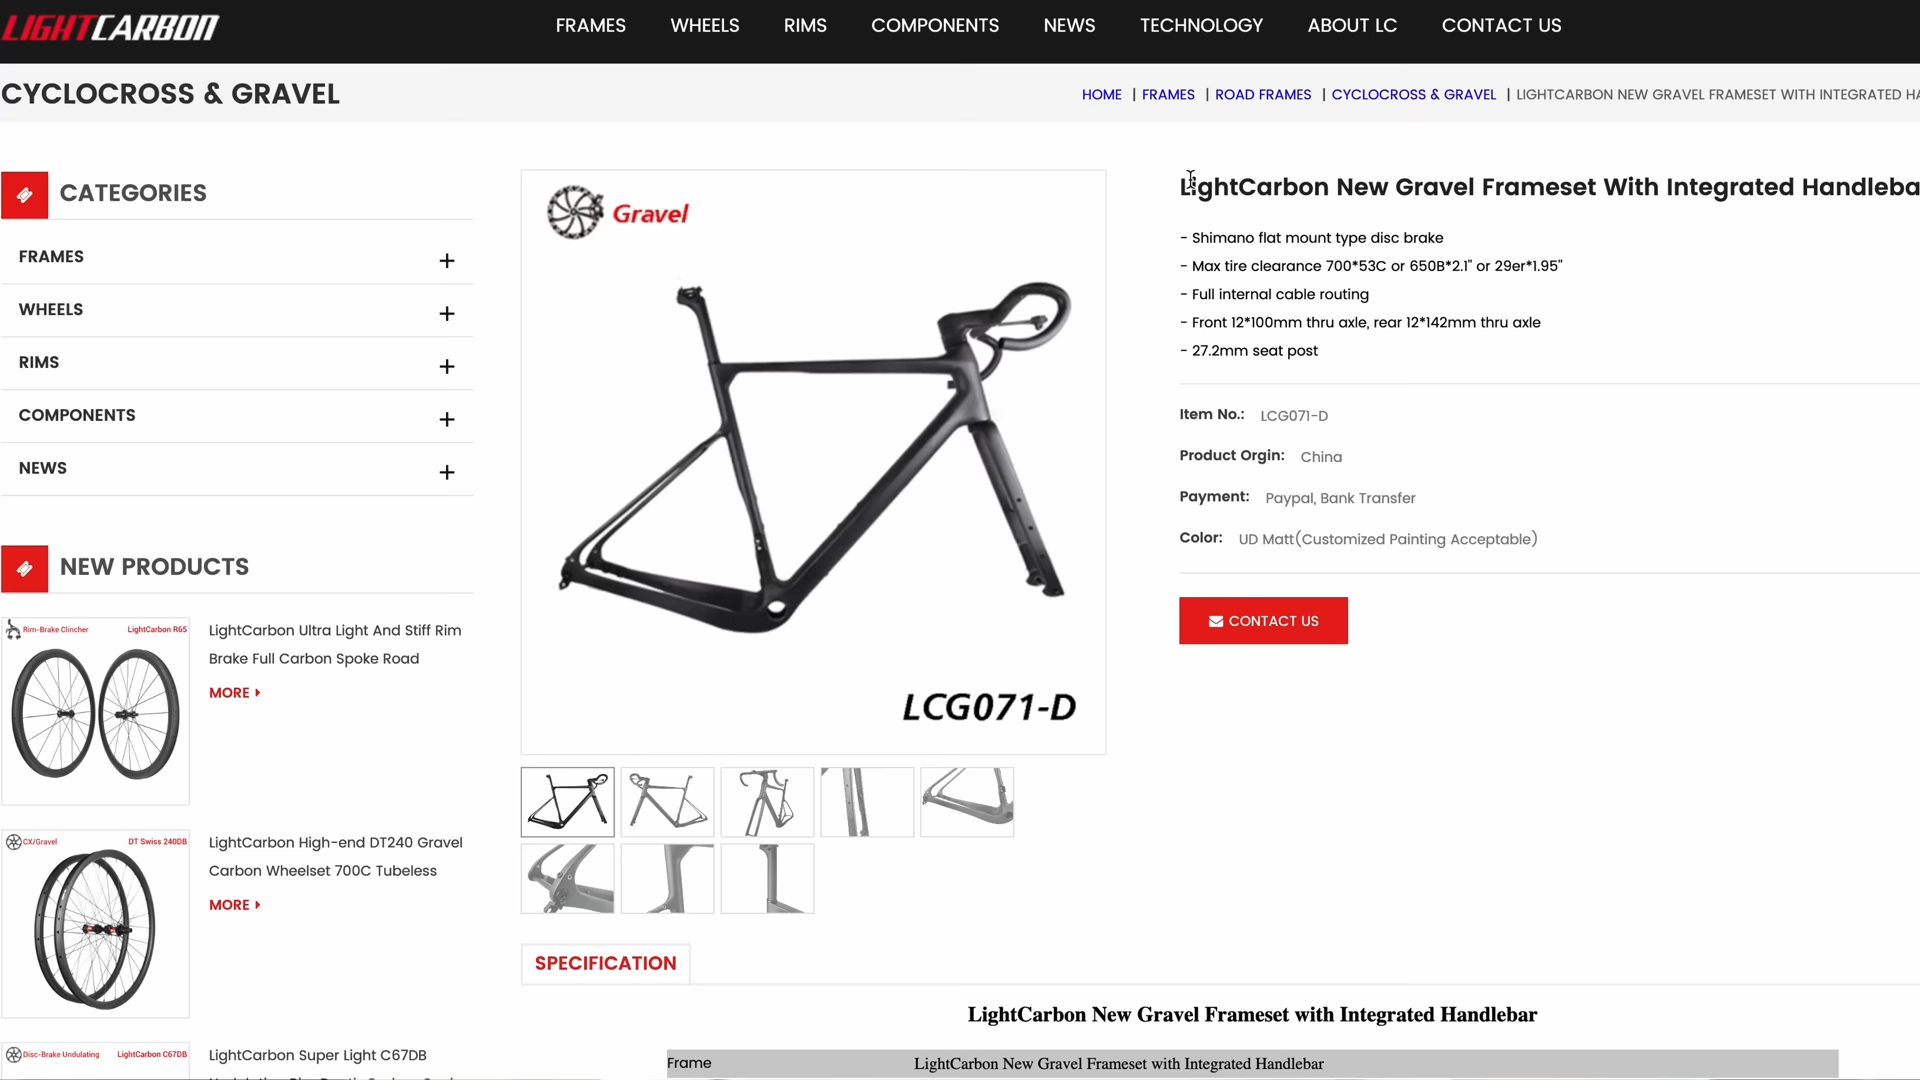 LIGHTCARBON
FRAMES WHEELS RIMS COMPONENTS NEWS TECHNOLOGY ABOUT LC CONTACT US
CYCLOCROSS & GRAVEL
HOME | FRAMES | ROAD FRAMES | CYCLOCROSS & GRAVEL | LIGHTCARBON NEW GRAVEL FRAMESET WITH INTEGRATED HA
CATEGORIES
FRAMES +
WHEELS +
RIMS +
COMPONENTS +
NEWS +
NEW PRODUCTS
Rim-Brake Clincher LightCarbon R65
LightCarbon Ultra Light And Stiff Rim
Brake Full Carbon Spoke Road
MORE
CX/Gravel DT Swiss 240DB
LightCarbon High-end DT240 Gravel
Carbon Wheelset 700C Tubeless
MORE
Disc-Brake Undulating LightCarbon C67DB
LightCarbon Super Light C67DB
Gravel
LCG071-D
LightCarbon New Gravel Frameset With Integrated Handleba
- Shimano flat mount type disc brake
- Max tire clearance 700*53C or 650B*2.1" or 29er*1.95"
- Full internal cable routing
- Front 12*100mm thru axle, rear 12*142mm thru axle
- 27.2mm seat post
Item No.: LCG071-D
Product Orgin: China
Payment: Paypal, Bank Transfer
Color: UD Matt(Customized Painting Acceptable)
CONTACT US
SPECIFICATION
LightCarbon New Gravel Frameset with Integrated Handlebar
Frame LightCarbon New Gravel Frameset with Integrated Handlebar